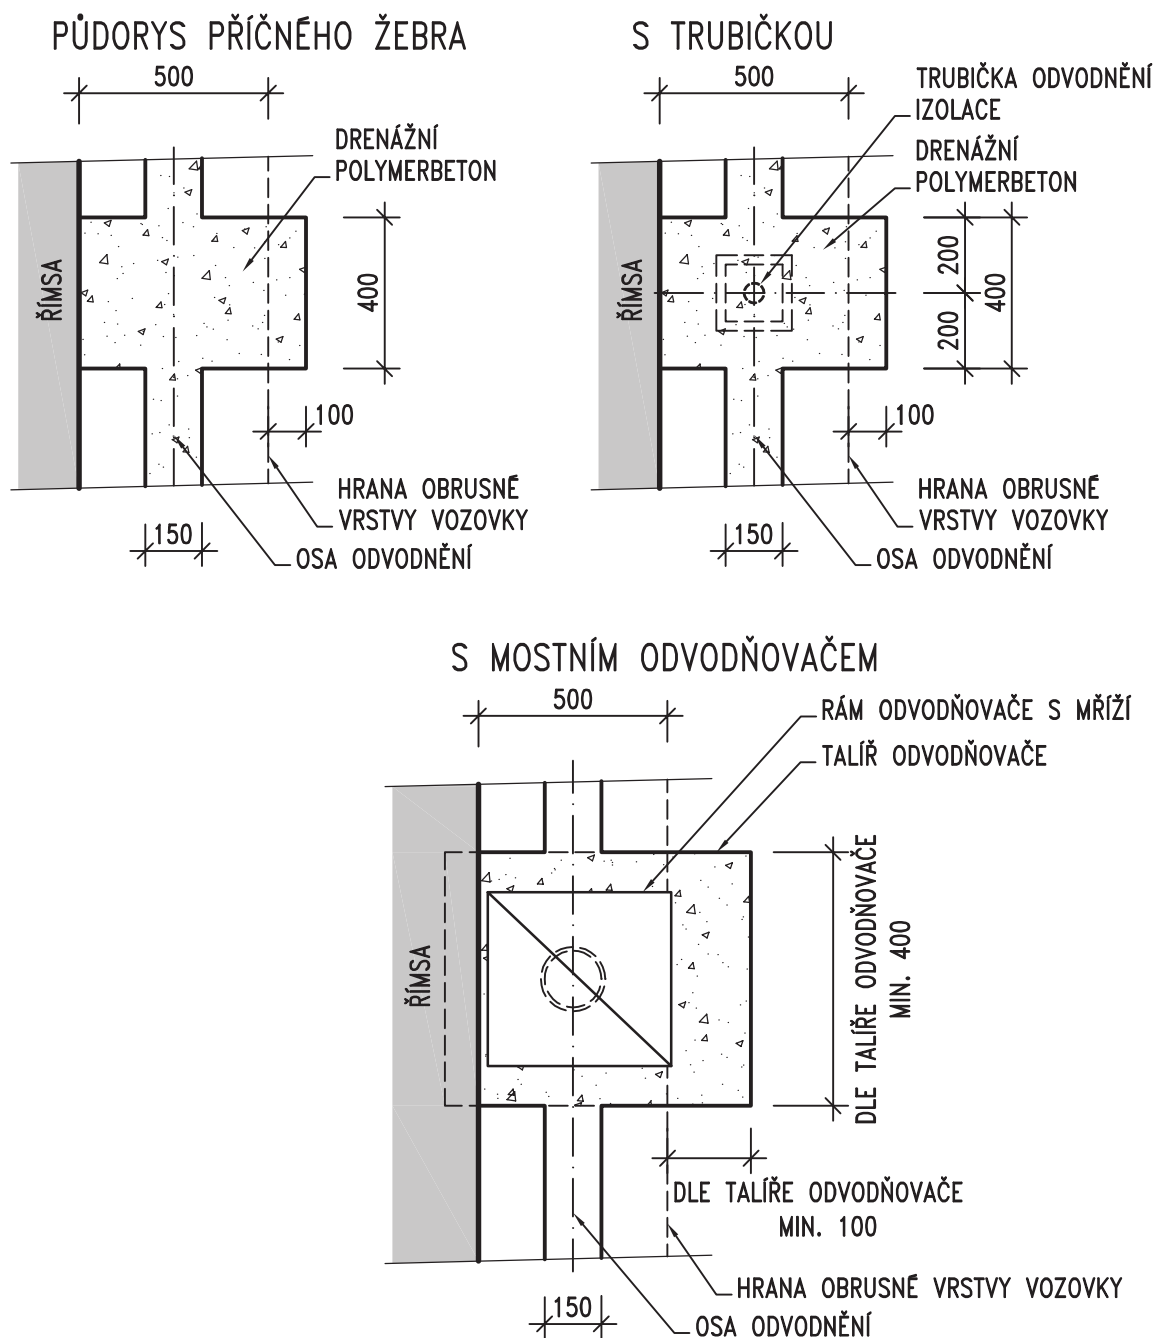 PŮDORYS PŘÍČNÉHO ŽEBRA
500
DRENÁŽNÍ
POLYMERBETON
ŘÍMSA
400
100
HRANA OBRUSNÉ
VRSTVY VOZOVKY
150
OSA ODVODNĚNÍ
S TRUBIČKOU
500
TRUBIČKA ODVODNĚNÍ
IZOLACE
DRENÁŽNÍ
POLYMERBETON
ŘÍMSA
200
200
400
100
HRANA OBRUSNÉ
VRSTVY VOZOVKY
150
OSA ODVODNĚNÍ
S MOSTNÍM ODVODŇOVAČEM
500
RÁM ODVODŇOVAČE S MŘÍŽÍ
TALÍŘ ODVODŇOVAČE
ŘÍMSA
DLE TALÍŘE ODVODŇOVAČE
MIN. 400
DLE TALÍŘE ODVODŇOVAČE
MIN. 100
HRANA OBRUSNÉ VRSTVY VOZOVKY
150
OSA ODVODNĚNÍ